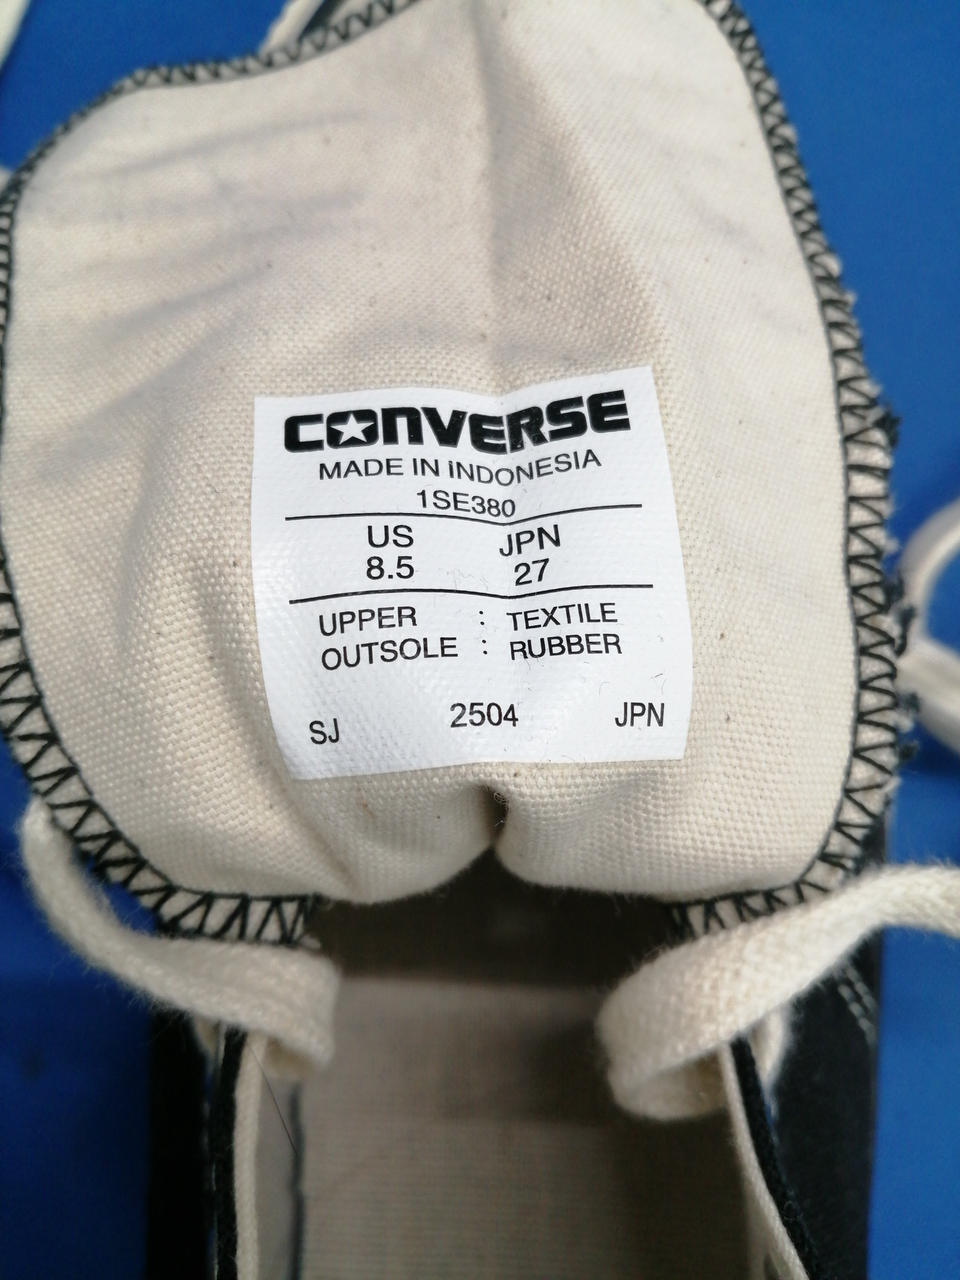 CONVERSE
MADE IN INDONESIA
1SE380
US JPN
8.5 27
UPPER : TEXTILE
OUTSOLE : RUBBER
SJ 2504 JPN